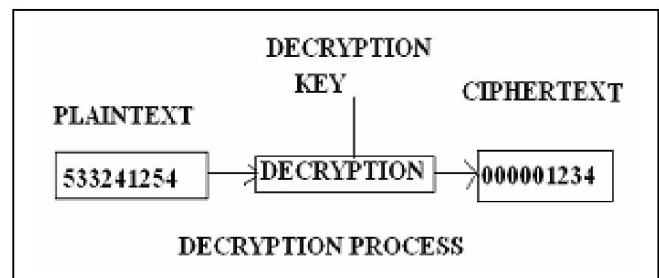 DECRYPTION
KEY
CIPHERTEXT
PLAINTEXT
533241254
DECRYPTION
000001234
DECRYPTION PROCESS